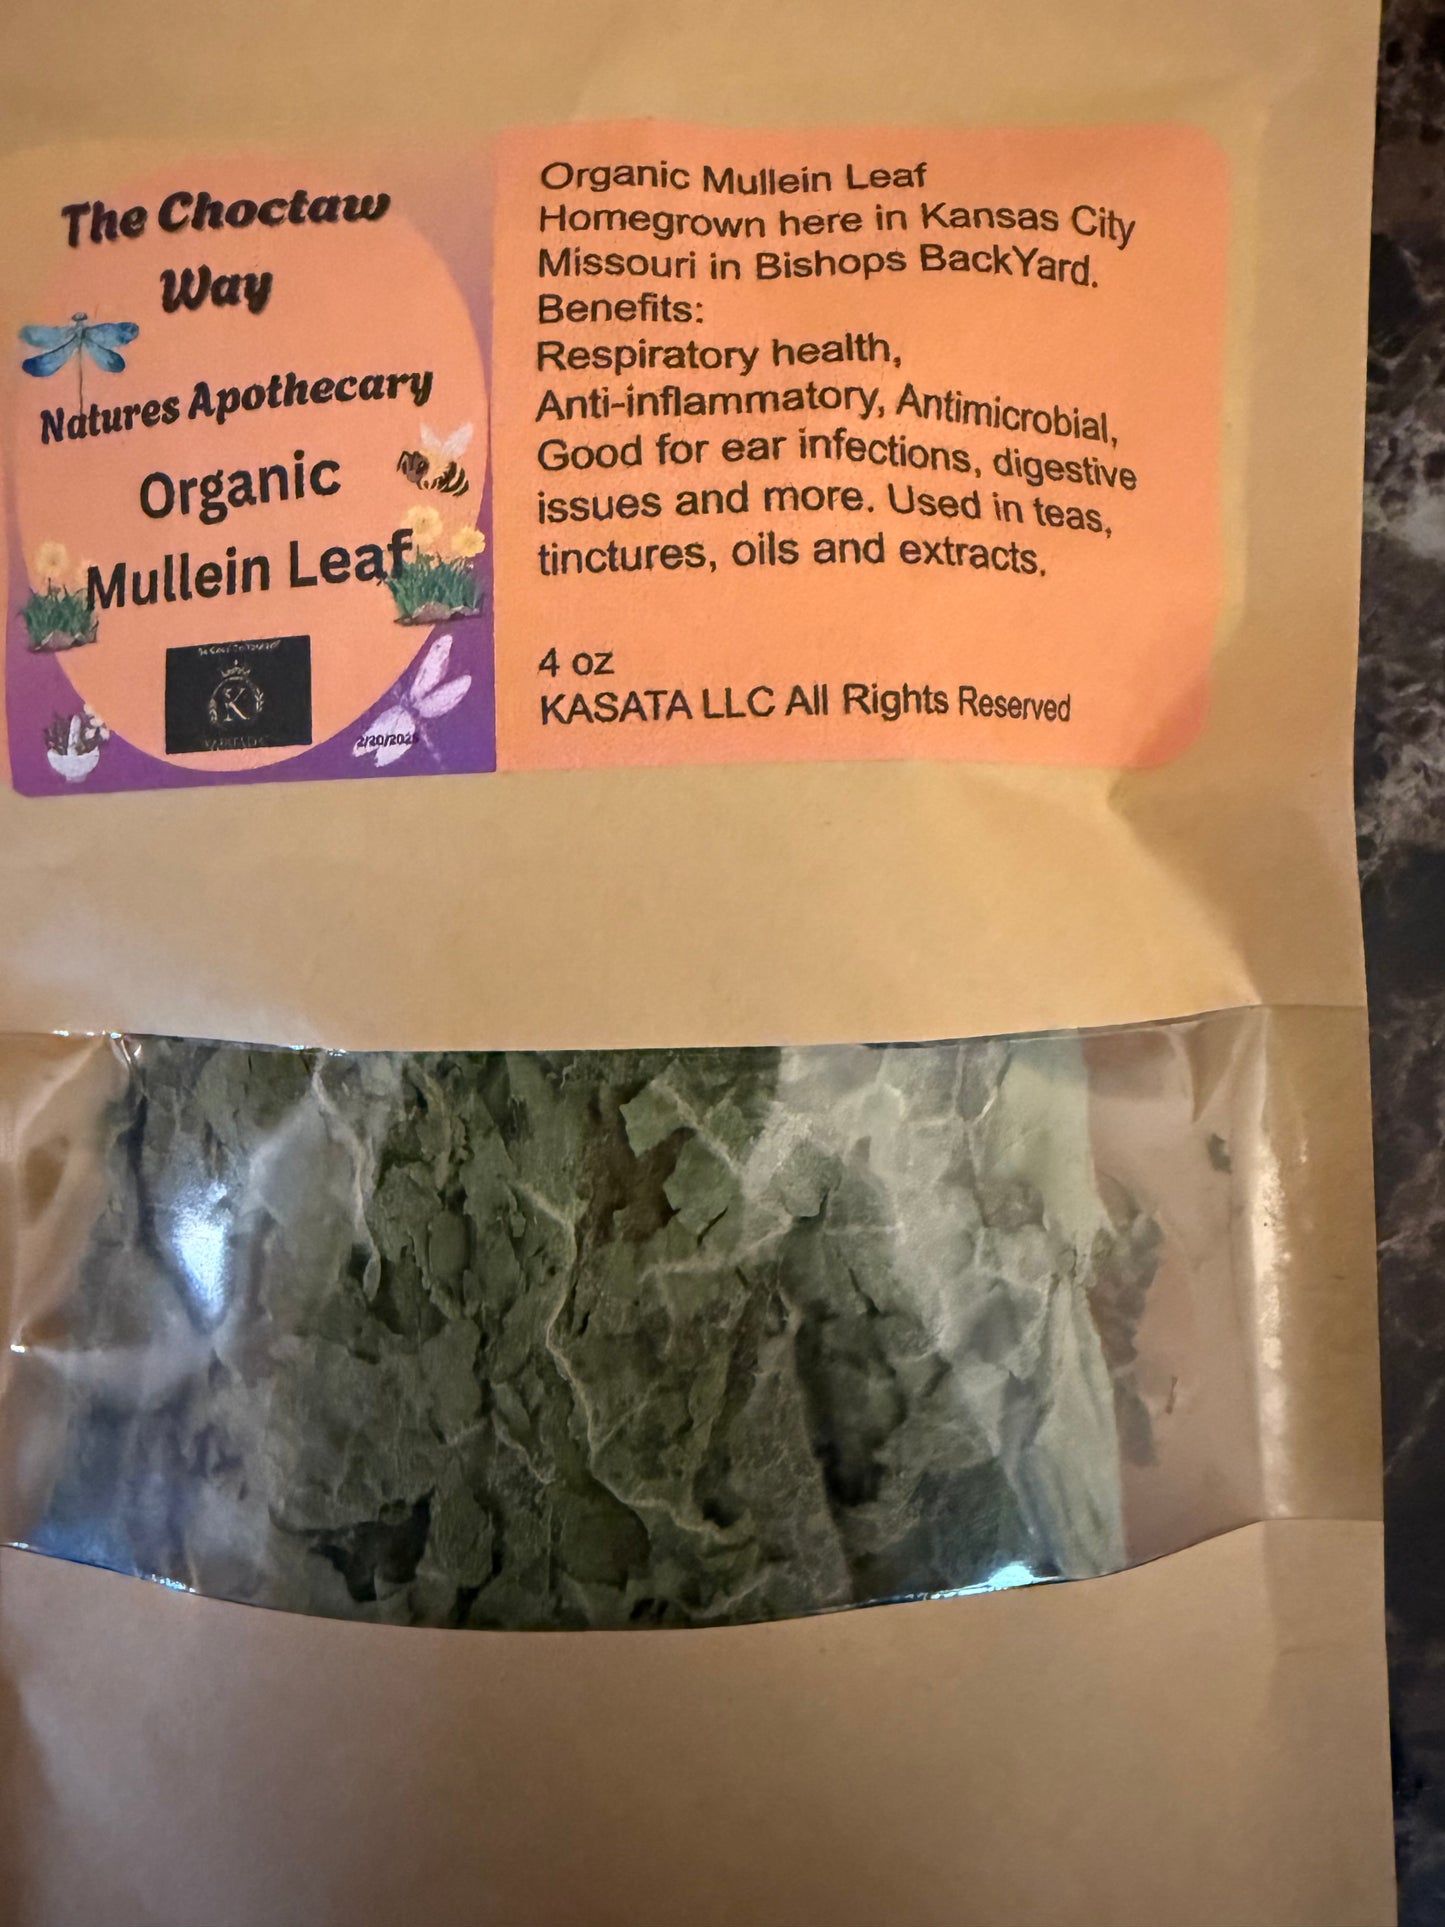 The Choctaw
Way
Natures Apothecary
Organic
Mullein Leaf
K
Organic Mullein Leaf
Homegrown here in Kansas City
Missouri in Bishops BackYard.
Benefits:
Respiratory health,
Anti-inflammatory, Antimicrobial,
Good for ear infections, digestive
issues and more. Used in teas,
tinctures, oils and extracts.
4 oz
KASATA LLC All Rights Reserved